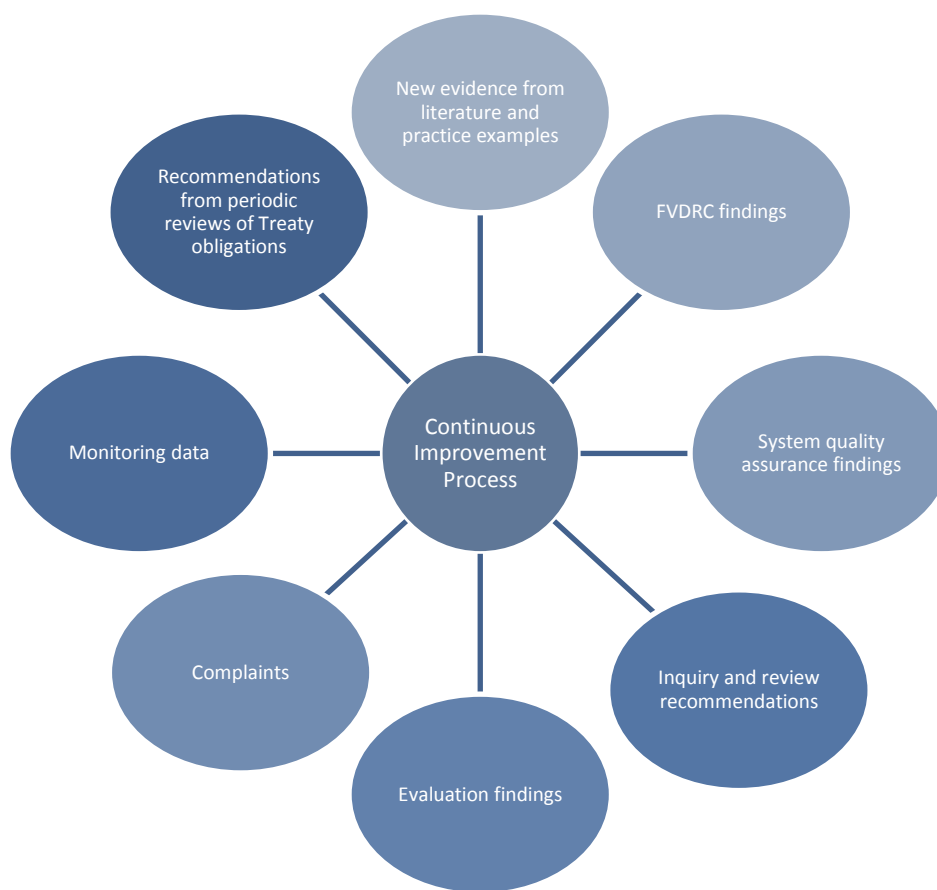 New evidence from
literature and
practice examples
Recommendations
from periodic
reviews of Treaty
obligations
FVDRC findings
Continuous
Improvement
Process
Monitoring data
System quality
assurance findings
Complaints
Inquiry and review
recommendations
Evaluation findings